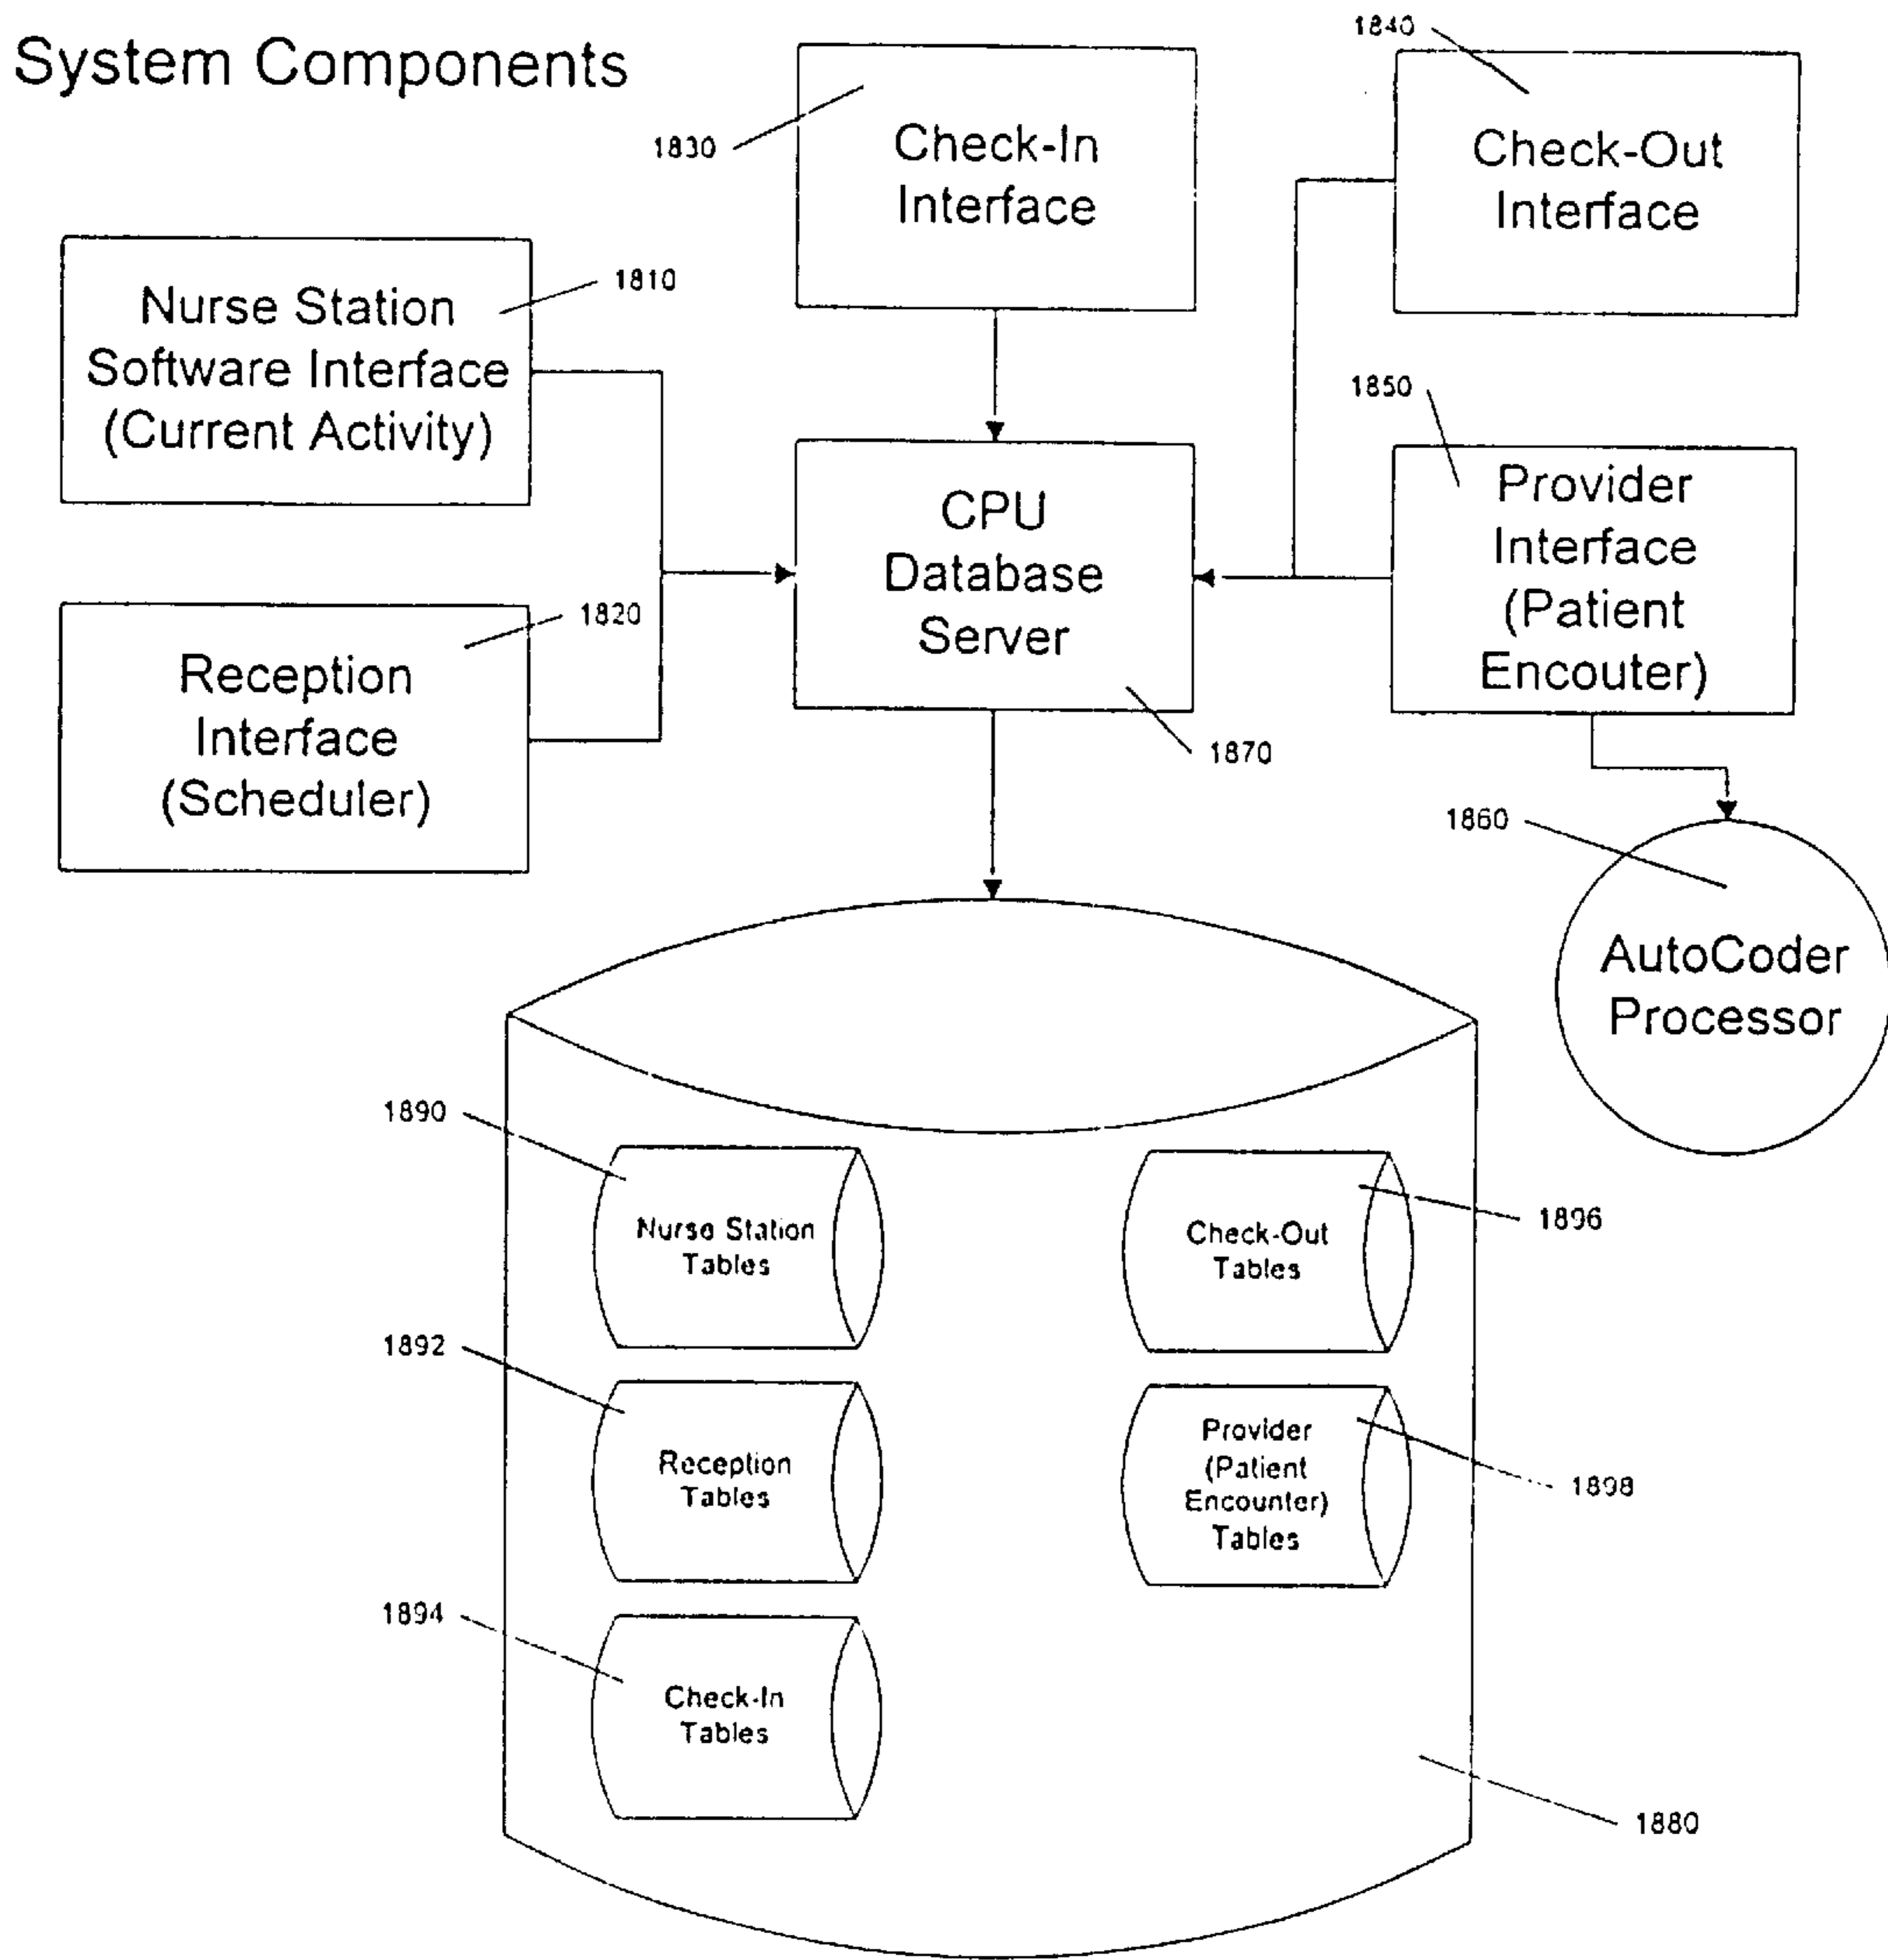 System Components
1840
1830
Check-In
Interface
Check-Out
Interface
1810
Nurse Station
Software Interface
(Current Activity)
1850
Provider
Interface
(Patient
Encouter)
CPU
Database
Server
1820
Reception
Interface
(Scheduler)
1870
1860
AutoCoder
Processor
1890
Nurse Station
Tables
Check-Out
Tables
1896
1892
Reception
Tables
Provider
(Patient
Encounter)
Tables
1898
1894
Check-In
Tables
1880